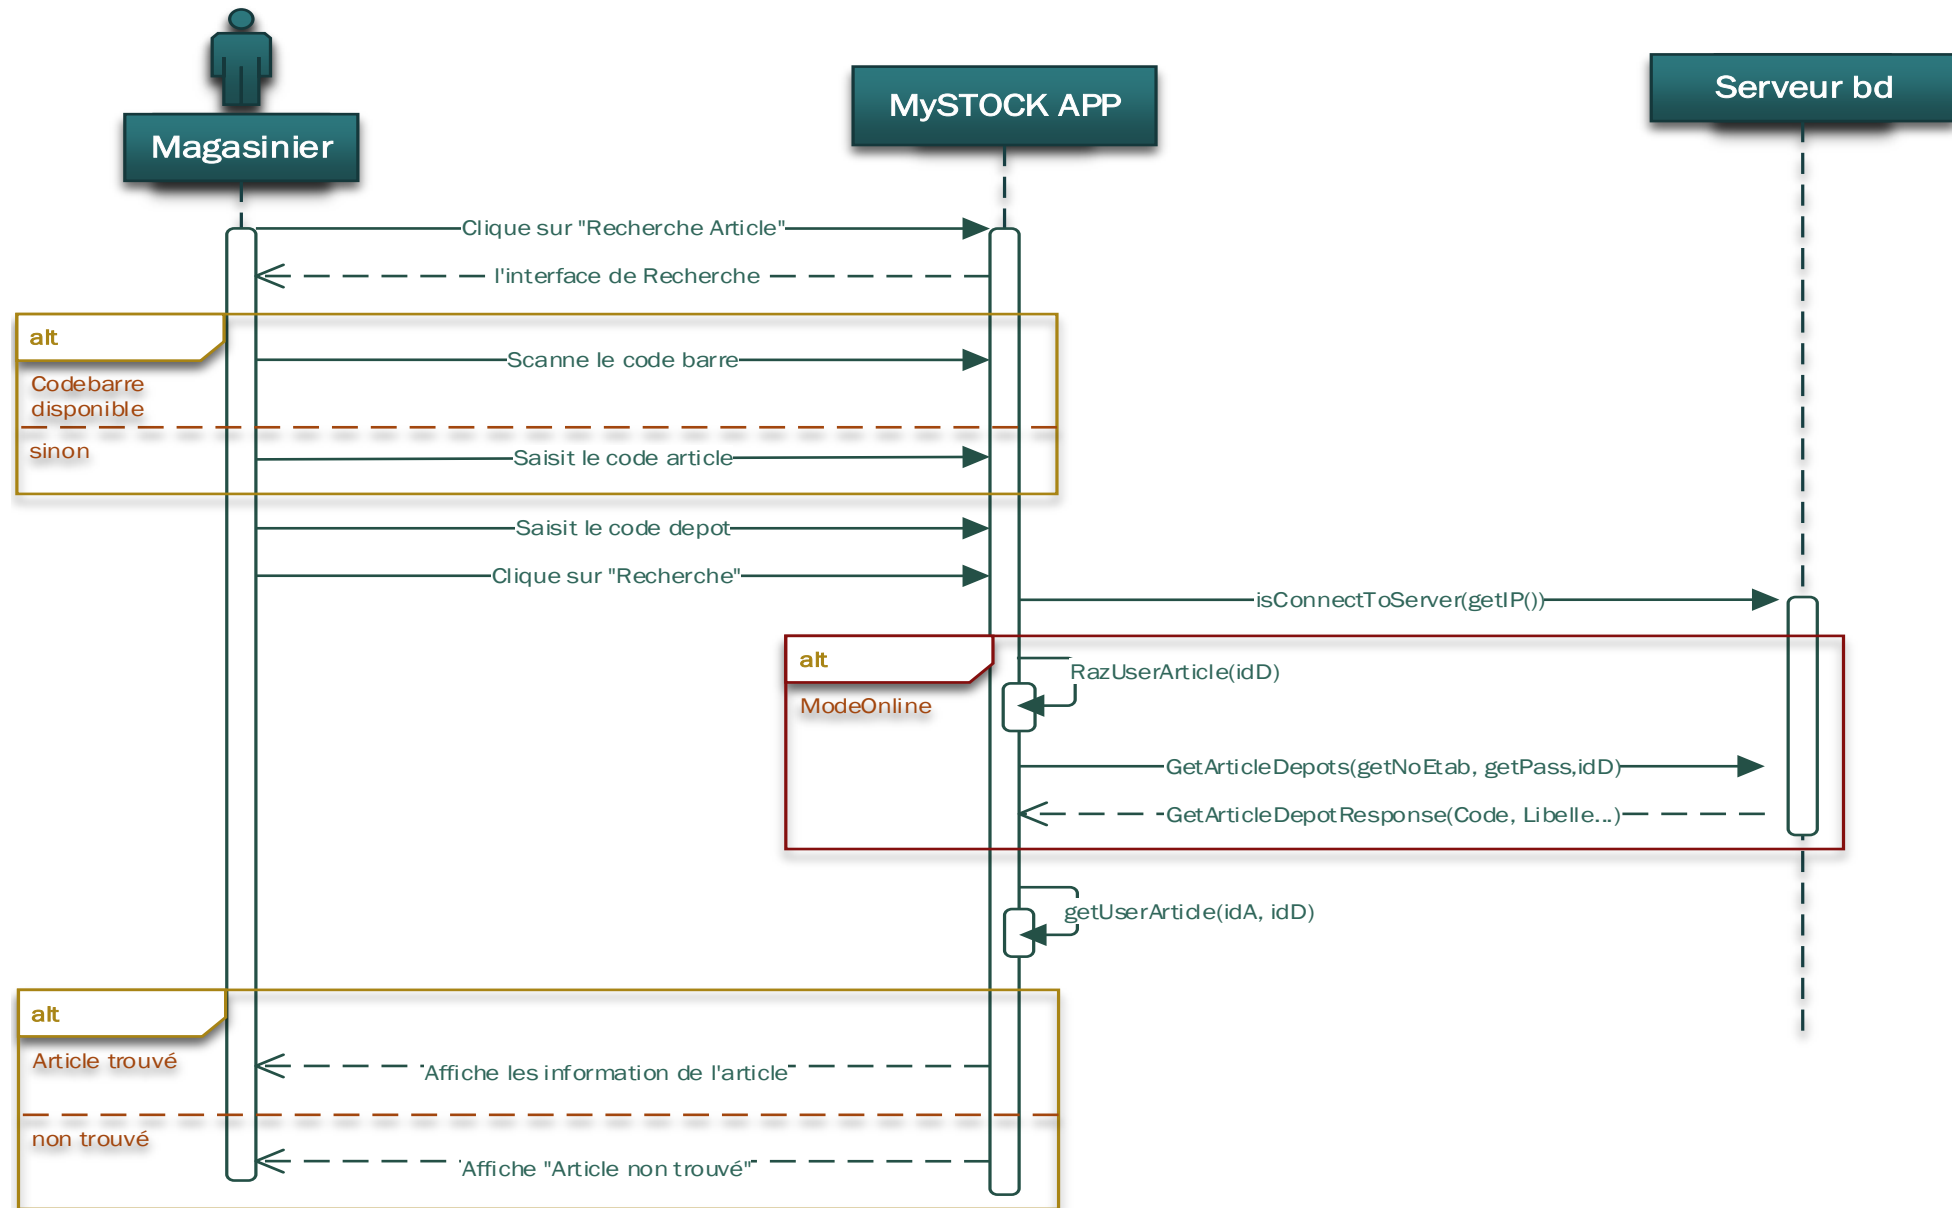 Magasinier
MySTOCK APP
Serveur bd
Clique sur "Recherche Article"
l'interface de Recherche
alt
Codebarre
disponible
Scanne le code barre
sinon
Saisit le code article
Saisit le code depot
Clique sur "Recherche"
isConnectToServer(getIP())
alt
ModeOnline
RazUserArticle(idD)
GetArticleDepots(getNoEtab, getPass,idD)
GetArticleDepotResponse(Code, Libelle...)
getUserArticle(idA, idD)
alt
Article trouvé
Affiche les information de l'article
non trouvé
Affiche "Article non trouvé"